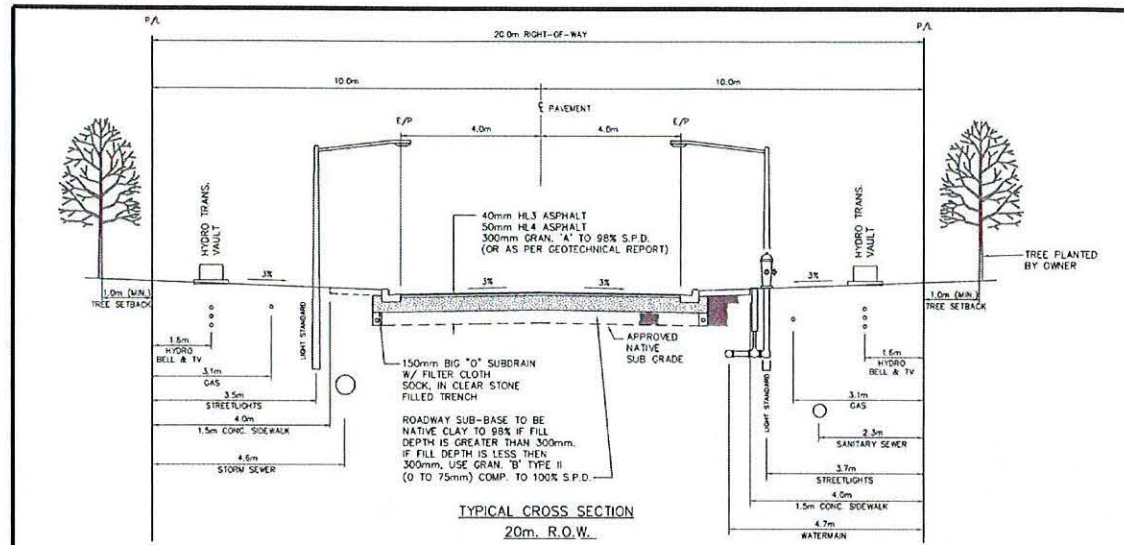 P/L
P/L
20.0m RIGHT-OF-WAY
10.0m
10.0m
℄ PAVEMENT
E/P
E/P
4.0m
4.0m
HYDRO TRANS.
VAULT
40mm HL3 ASPHALT
50mm HL4 ASPHALT
300mm GRAN. 'A' TO 98% S.P.D.
(OR AS PER GEOTECHNICAL REPORT)
HYDRO TRANS.
VAULT
TREE PLANTED
BY OWNER
3%
3%
3%
3%
1.0m (MIN.)
TREE SETBACK
1.0m (MIN.)
TREE SETBACK
LIGHT STANDARD
APPROVED
NATIVE
SUB GRADE
1.6m
HYDRO
BELL & TV
3.1m
GAS
3.5m
STREETLIGHTS
4.0m
1.5m CONC. SIDEWALK
4.6m
STORM SEWER
150mm BIG "O" SUBDRAIN
W/ FILTER CLOTH
SOCK, IN CLEAR STONE
FILLED TRENCH
ROADWAY SUB-BASE TO BE
NATIVE CLAY TO 98% IF FILL
DEPTH IS GREATER THAN 300mm.
IF FILL DEPTH IS LESS THEN
300mm, USE GRAN. 'B' TYPE II
(0 TO 75mm) COMP. TO 100% S.P.D.
LIGHT STANDARD
1.6m
HYDRO
BELL & TV
3.1m
GAS
2.3m
SANITARY SEWER
3.7m
STREETLIGHTS
4.0m
1.5m CONC. SIDEWALK
4.7m
WATERMAIN
TYPICAL CROSS SECTION
20m. R.O.W.